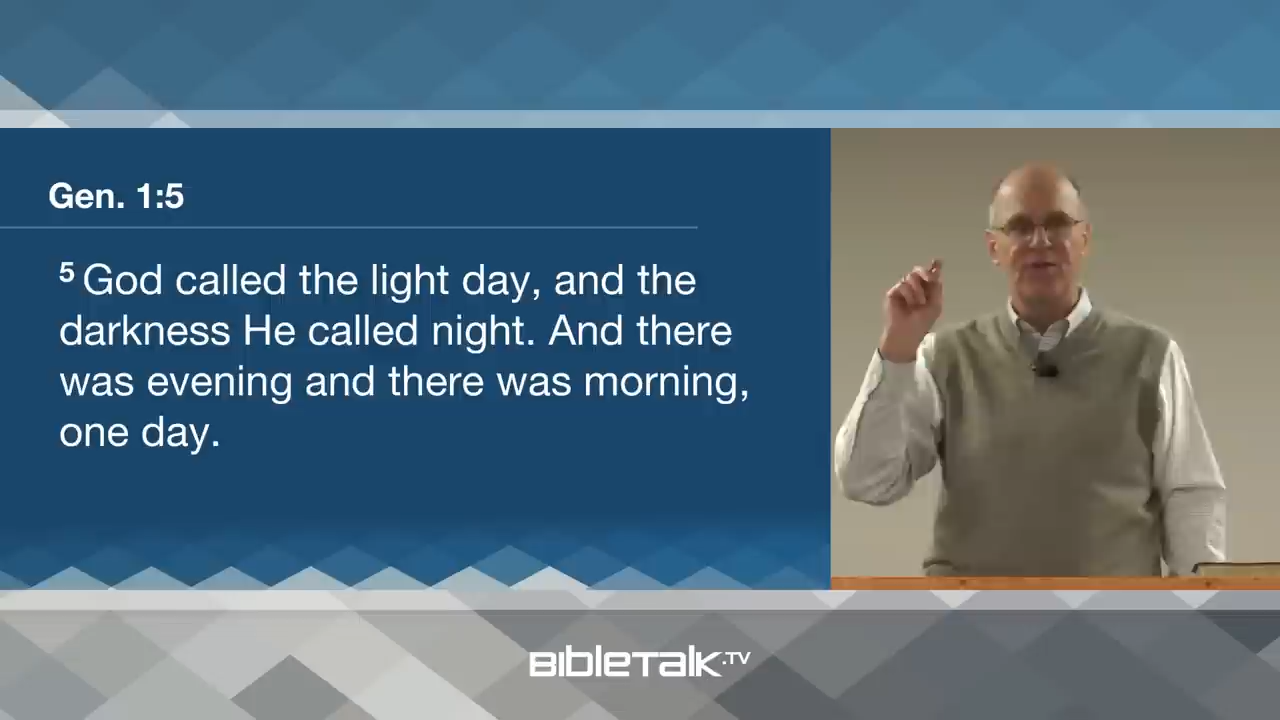 Gen. 1:5
5 God called the light day, and the
darkness He called night. And there
was evening and there was morning,
one day.
BIBLETALK.TV